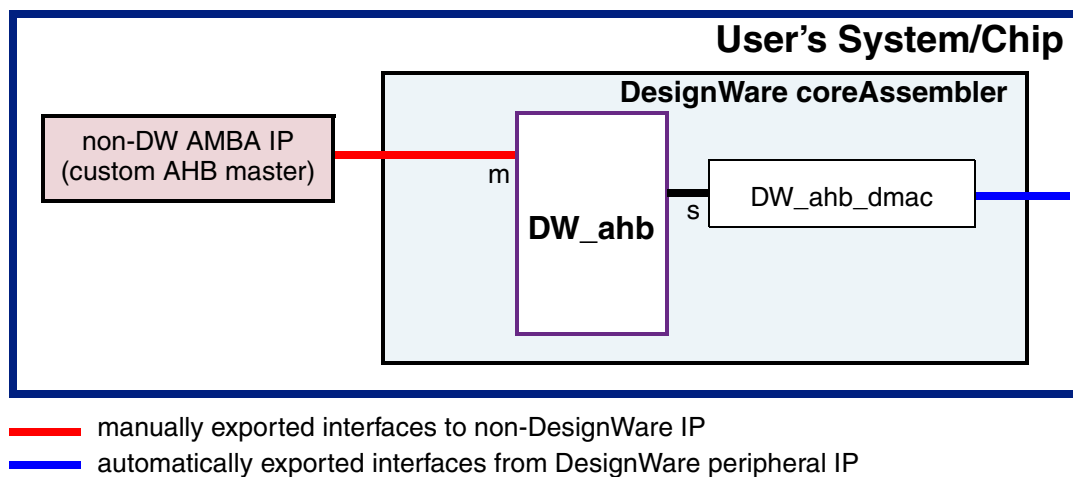 User's System/Chip
DesignWare coreAssembler
non-DW AMBA IP
(custom AHB master)
m
DW_ahb
s
DW_ahb_dmac
manually exported interfaces to non-DesignWare IP
automatically exported interfaces from DesignWare peripheral IP